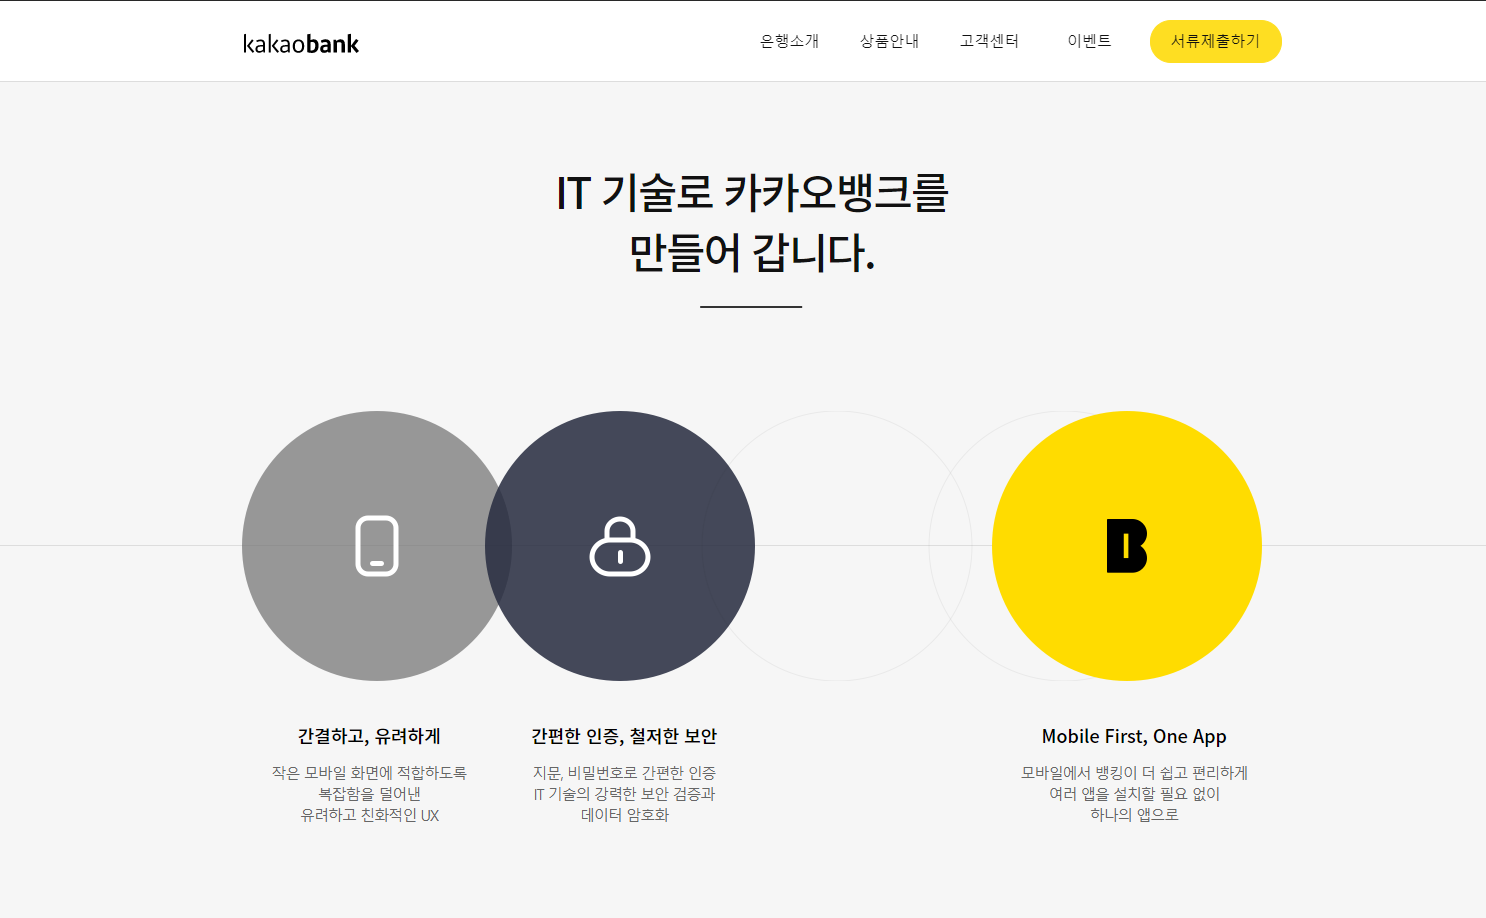 kakaobank
은행소개 상품안내 고객센터 이벤트 서류제출하기
IT 기술로 카카오뱅크를
만들어 갑니다.
B
간결하고, 유려하게
작은 모바일 화면에 적합하도록
복잡함을 덜어낸
유려하고 친화적인 UX
간편한 인증, 철저한 보안
지문, 비밀번호로 간편한 인증
IT 기술의 강력한 보안 검증과
데이터 암호화
Mobile First, One App
모바일에서 뱅킹이 더 쉽고 편리하게
여러 앱을 설치할 필요 없이
하나의 앱으로